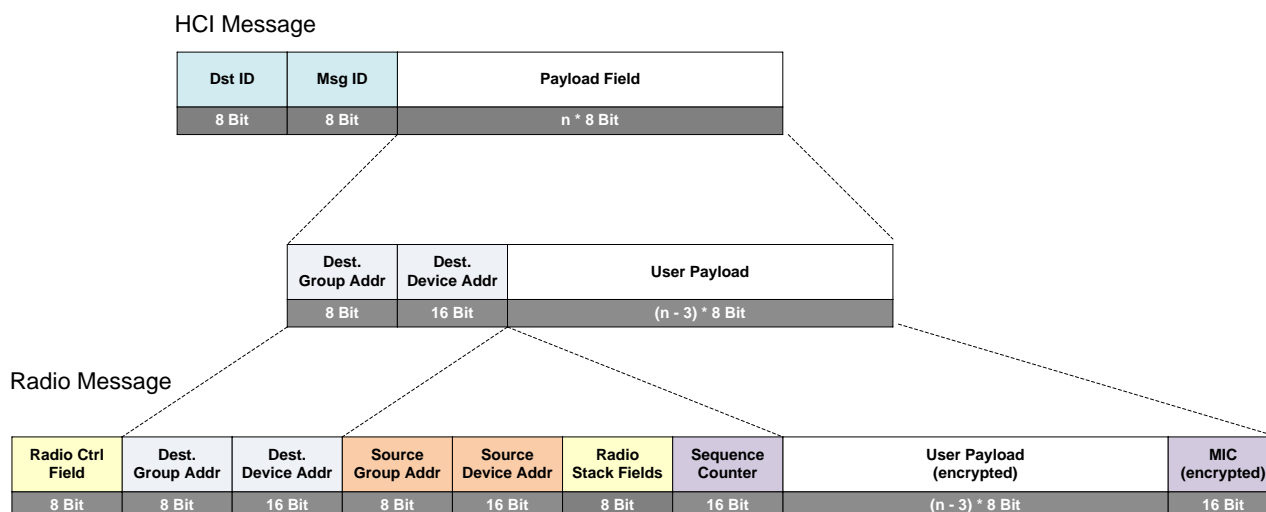 HCI Message
Dst ID Msg ID Payload Field
8 Bit 8 Bit n * 8 Bit
Dest.
Group Addr
Dest.
Device Addr
User Payload
8 Bit 16 Bit (n - 3) * 8 Bit
Radio Message
Radio Ctrl
Field
Dest.
Group Addr
Dest.
Device Addr
Source
Group Addr
Source
Device Addr
Radio
Stack Fields
Sequence
Counter
User Payload
(encrypted)
MIC
(encrypted)
8 Bit 8 Bit 16 Bit 8 Bit 16 Bit 8 Bit 16 Bit (n - 3) * 8 Bit 16 Bit